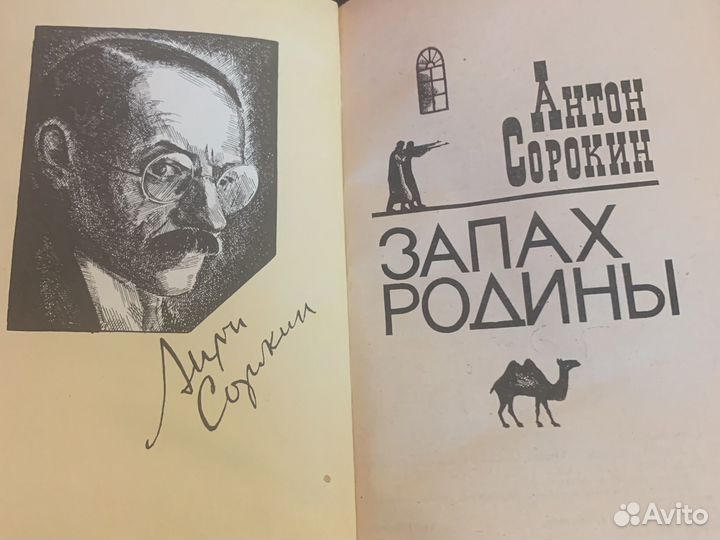 Антон
Сорокин
АНТОН
СОРОКИН
ЗАПАХ
РОДИНЫ
Avito